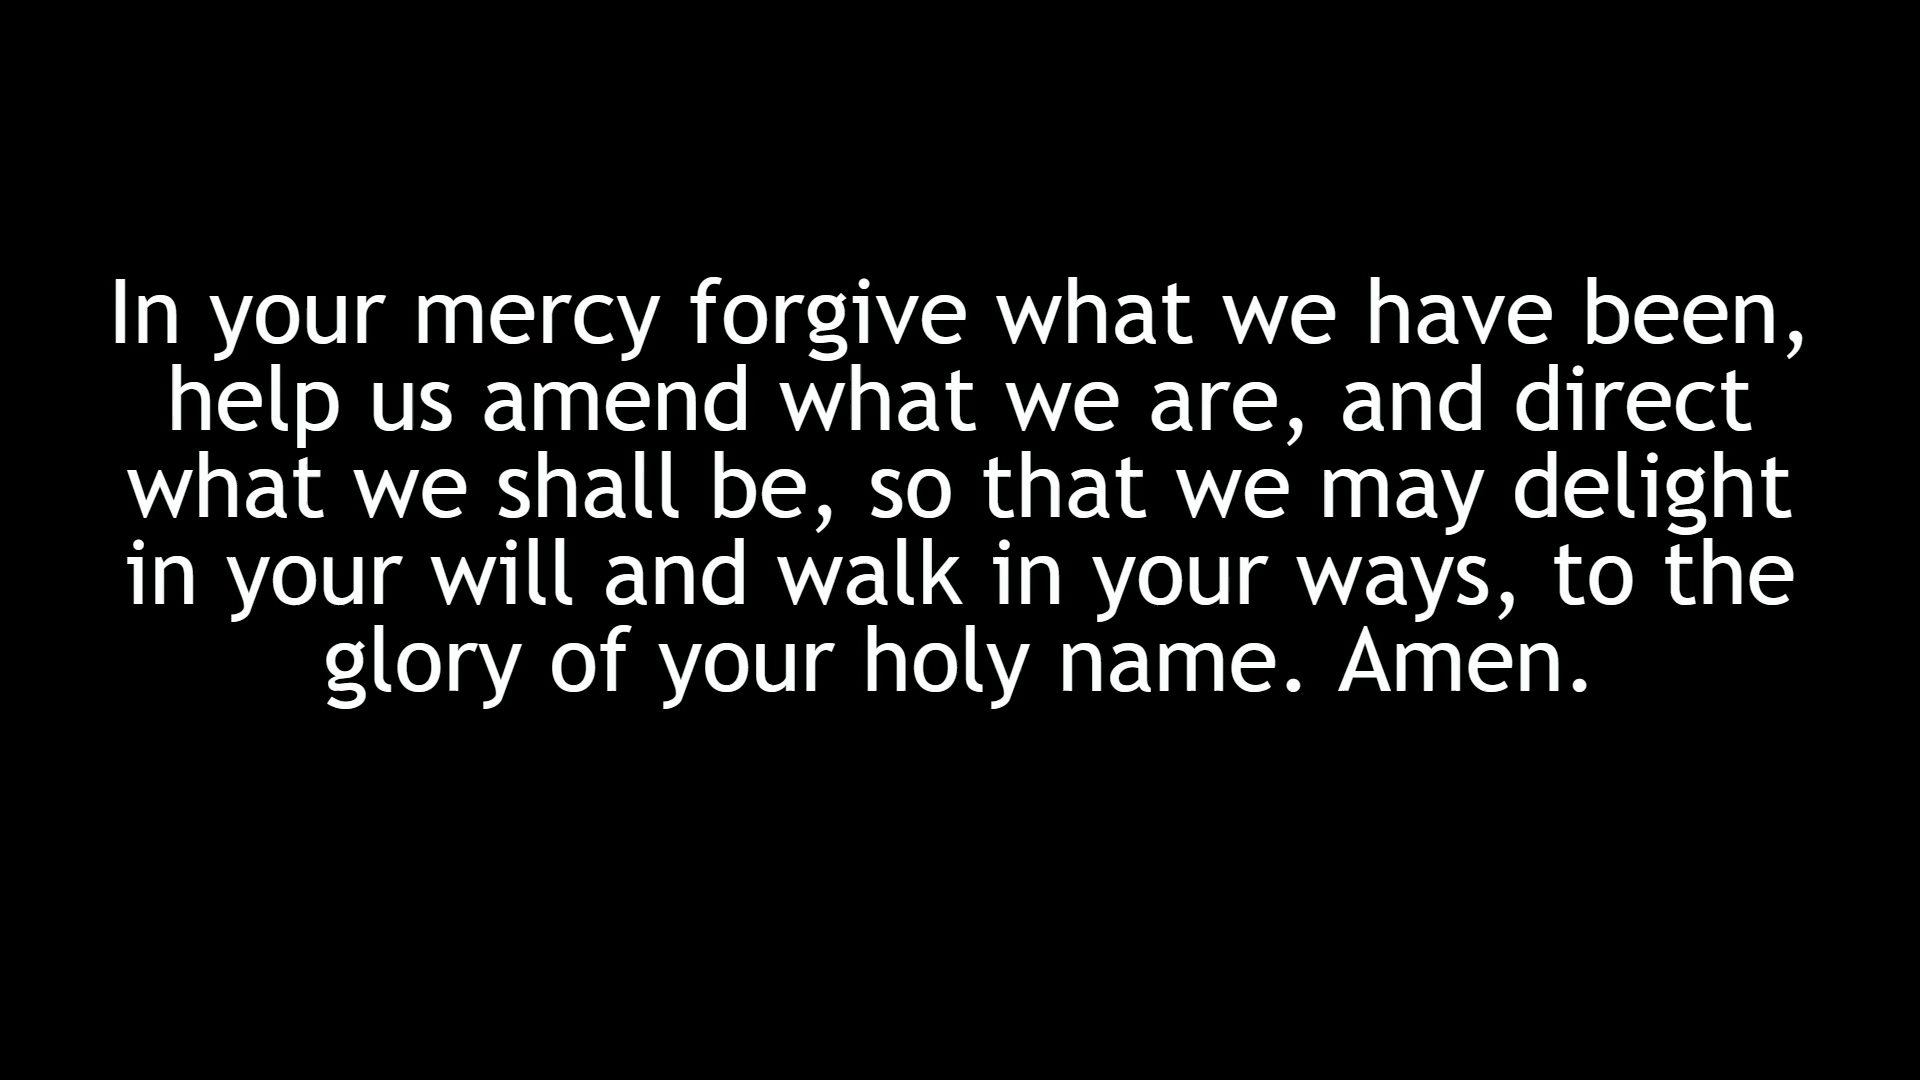 In your mercy forgive what we have been,
help us amend what we are, and direct
what we shall be, so that we may delight
in your will and walk in your ways, to the
glory of your holy name. Amen.